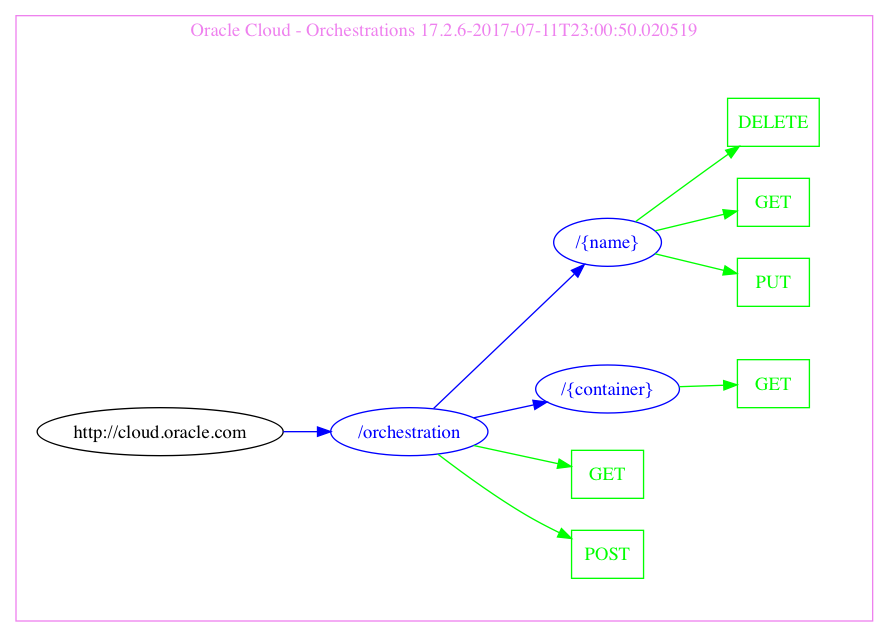 Oracle Cloud - Orchestrations 17.2.6-2017-07-11T23:00:50.020519
DELETE
GET
/{name}
PUT
GET
/{container}
http://cloud.oracle.com
/orchestration
GET
POST